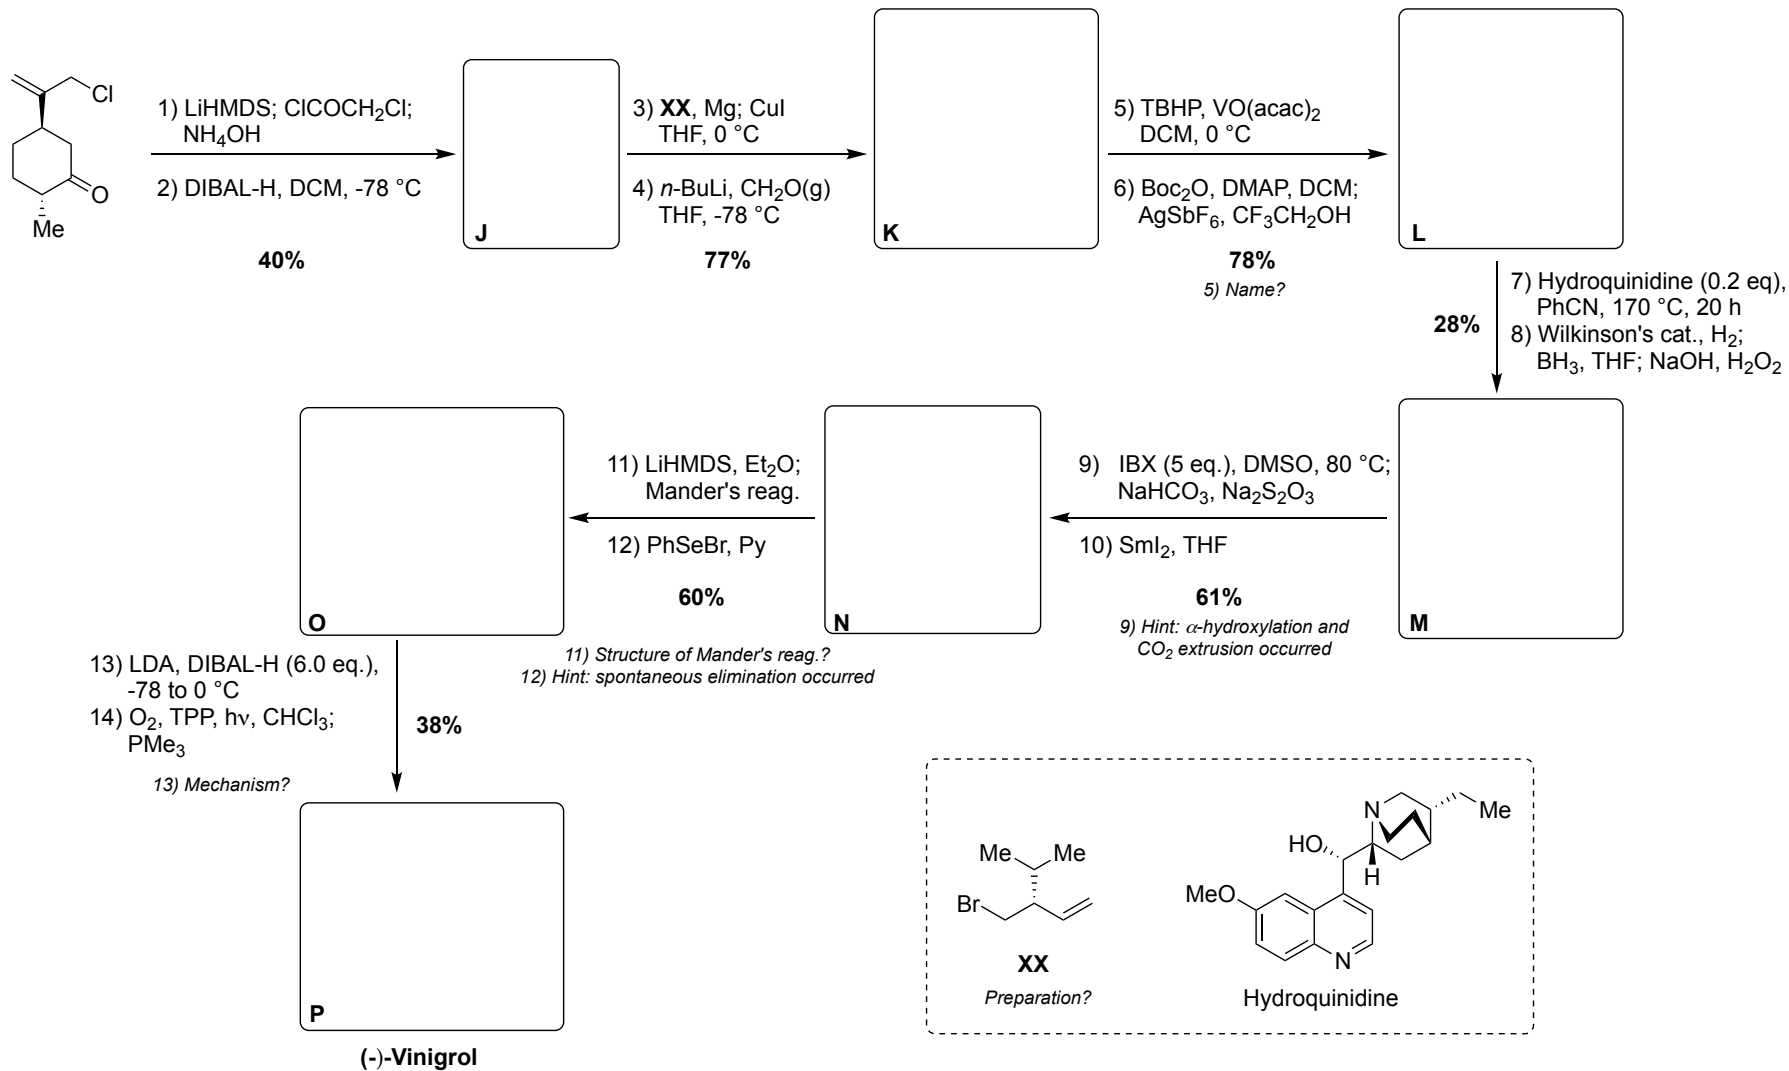 Cl
O
Me
1) LiHMDS; ClCOCH2Cl;
NH4OH
2) DIBAL-H, DCM, -78 °C
40%
J
3) XX, Mg; CuI
THF, 0 °C
4) n-BuLi, CH2O(g)
THF, -78 °C
77%
K
5) TBHP, VO(acac)2
DCM, 0 °C
6) Boc2O, DMAP, DCM;
AgSbF6, CF3CH2OH
78%
5) Name?
L
28%
7) Hydroquinidine (0.2 eq),
PhCN, 170 °C, 20 h
8) Wilkinson's cat., H2;
BH3, THF; NaOH, H2O2
M
9) IBX (5 eq.), DMSO, 80 °C;
NaHCO3, Na2S2O3
10) SmI2, THF
61%
9) Hint: α-hydroxylation and
CO2 extrusion occurred
N
11) LiHMDS, Et2O;
Mander's reag.
12) PhSeBr, Py
60%
11) Structure of Mander's reag.?
12) Hint: spontaneous elimination occurred
O
13) LDA, DIBAL-H (6.0 eq.),
-78 to 0 °C
14) O2, TPP, hν, CHCl3;
PMe3
38%
13) Mechanism?
P
(-)-Vinigrol
Me Me
Br
XX
Preparation?
N
Me
HO
H
MeO
N
Hydroquinidine